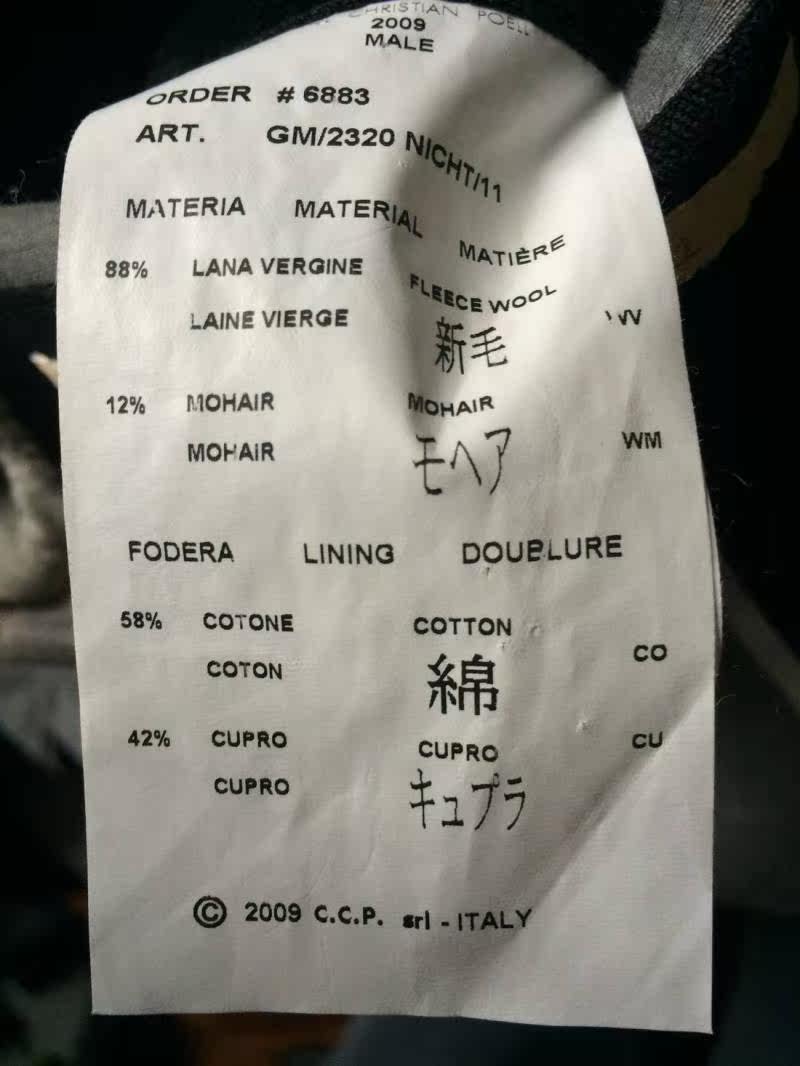 CHRISTIAN POELL
2009
MALE
ORDER # 6883
ART. GM/2320 NICHT/11
MATERIA MATERIAL MATIÈRE
88% LANA VERGINE FLEECE WOOL
LAINE VIERGE 新毛
12% MOHAIR MOHAIR
MOHAIR モヘア WM
FODERA LINING DOUBLURE
58% COTONE COTTON
COTON 綿 CO
42% CUPRO CUPRO CU
CUPRO キュプラ
© 2009 C.C.P. srl - ITALY